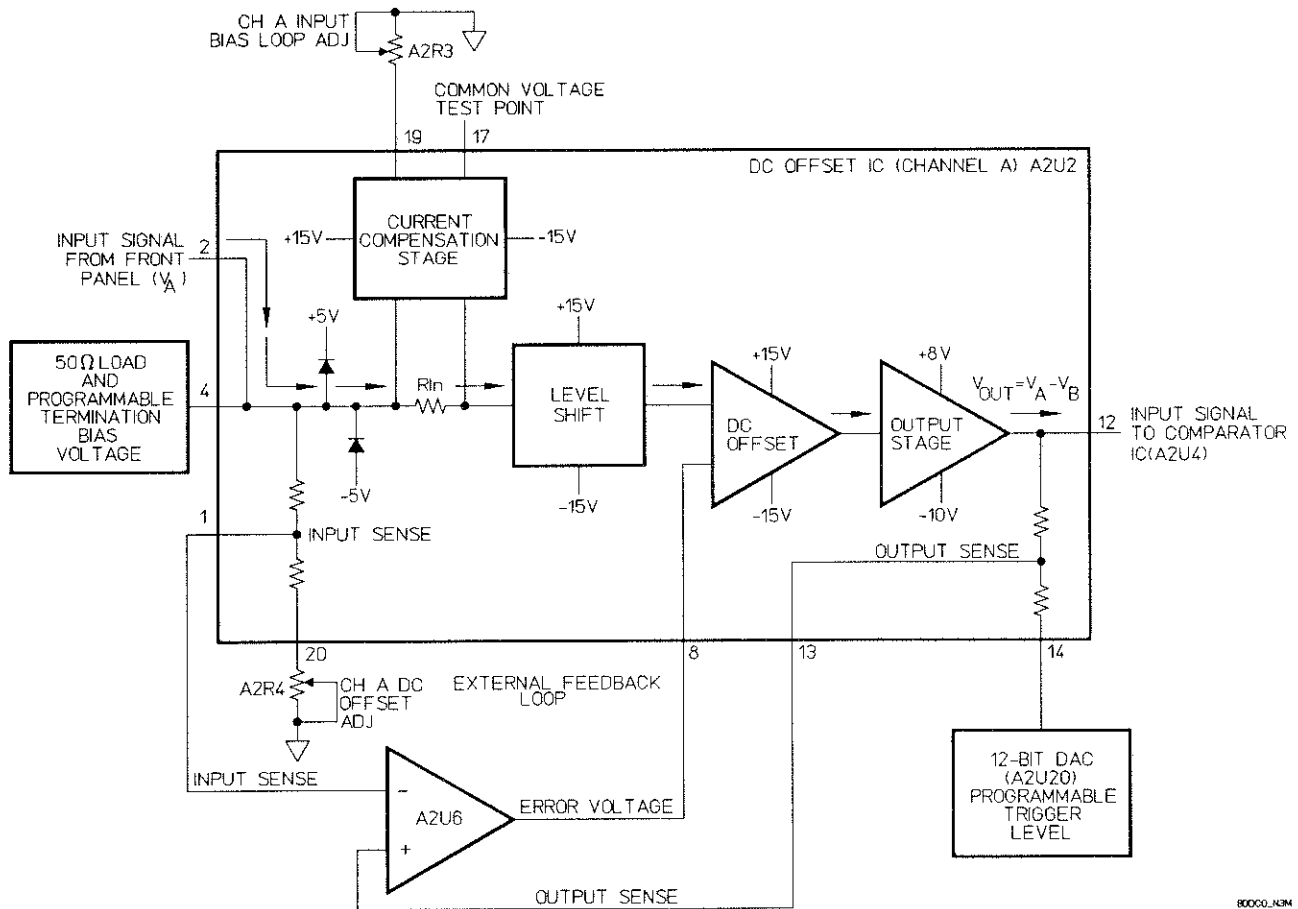 CH A INPUT
BIAS LOOP ADJ
A2R3
COMMON VOLTAGE
TEST POINT
19
17
DC OFFSET IC (CHANNEL A) A2U2
CURRENT
COMPENSATION
STAGE
+15V
-15V
INPUT SIGNAL
FROM FRONT
PANEL (VA)
2
+5V
+15V
50Ω LOAD
AND
PROGRAMMABLE
TERMINATION
BIAS
VOLTAGE
4
RIn
LEVEL
SHIFT
+15V
+8V
VOUT=VA-VB
DC
OFFSET
OUTPUT
STAGE
12
INPUT SIGNAL
TO COMPARATOR
IC(A2U4)
-5V
-15V
-15V
-10V
1
INPUT SENSE
OUTPUT SENSE
20
8
13
14
A2R4
CH A DC
OFFSET
ADJ
EXTERNAL FEEDBACK
LOOP
12-BIT DAC
(A2U20)
PROGRAMMABLE
TRIGGER
LEVEL
INPUT SENSE
-
A2U6
+
ERROR VOLTAGE
OUTPUT SENSE
80DCO_N3M